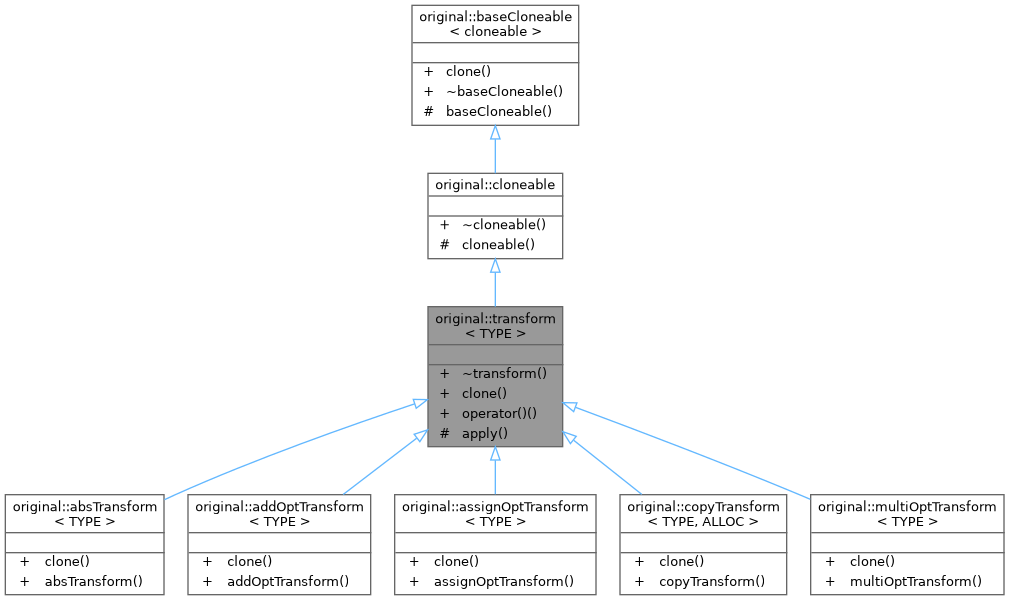 original::baseCloneable
< cloneable >
+ clone()
+ ~baseCloneable()
# baseCloneable()
original::cloneable
+ ~cloneable()
# cloneable()
original::transform
< TYPE >
+ ~transform()
+ clone()
+ operator()()
# apply()
original::absTransform
< TYPE >
+ clone()
+ absTransform()
original::addOptTransform
< TYPE >
+ clone()
+ addOptTransform()
original::assignOptTransform
< TYPE >
+ clone()
+ assignOptTransform()
original::copyTransform
< TYPE, ALLOC >
+ clone()
+ copyTransform()
original::multiOptTransform
< TYPE >
+ clone()
+ multiOptTransform()